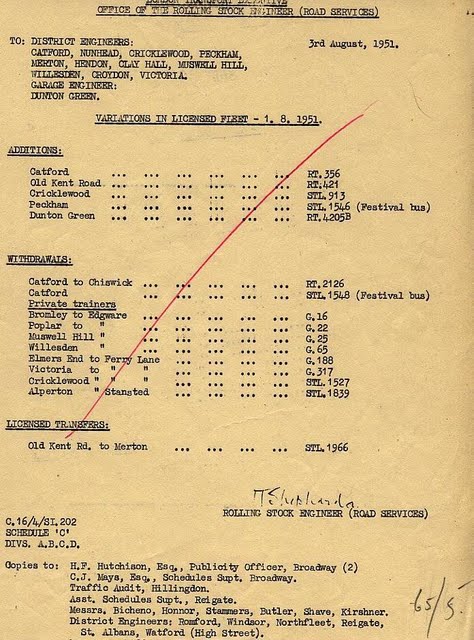 LONDON TRANSPORT EXECUTIVE
OFFICE OF THE ROLLING STOCK ENGINEER (ROAD SERVICES)
TO: DISTRICT ENGINEERS: 3rd August, 1951.
CATFORD, NUNHEAD, CRICKLEWOOD, PECKHAM,
MERTON, HENDON, CLAY HALL, MUSWELL HILL,
WILLESDEN, CROYDON, VICTORIA.
GARAGE ENGINEER:
DUNTON GREEN.
VARIATIONS IN LICENSED FLEET - 1. 8. 1951.
ADDITIONS:
Catford ... ... ... ... ... RT.356
Old Kent Road ... ... ... ... ... RT.421
Cricklewood ... ... ... ... ... STL.913
Peckham ... ... ... ... ... STL.1546 (Festival bus)
Dunton Green ... ... ... ... ... RT.4205B
WITHDRAWALS:
Catford to Chiswick ... ... ... ... RT.2126
Catford ... ... ... ... STL.1548 (Festival bus)
Private trainers
Bromley to Edgware ... ... ... ... G.16
Poplar to " ... ... ... ... G.22
Muswell Hill " ... ... ... ... G.25
Willesden " ... ... ... ... G.65
Elmers End to Ferry Lane ... ... ... ... G.188
Victoria to " " ... ... ... ... G.317
Cricklewood " " " ... ... ... ... STL.1527
Alperton " Stansted ... ... ... ... STL.1839
LICENSED TRANSFERS:
Old Kent Rd. to Merton ... ... ... ... STL.1966
ROLLING STOCK ENGINEER (ROAD SERVICES)
C.16/4/SI.202
SCHEDULE 'C'
DIVS. A.B.C.D.
Copies to: H.F. Hutchison, Esq., Publicity Officer, Broadway (2)
C.J. Mays, Esq., Schedules Supt. Broadway.
Traffic Audit, Hillingdon.
Asst. Schedules Supt., Reigate.
Messrs. Bicheno, Honnor, Stammers, Butler, Shave, Kirshner.
District Engineers; Romford, Windsor, Northfleet, Reigate,
St. Albans, Watford (High Street).